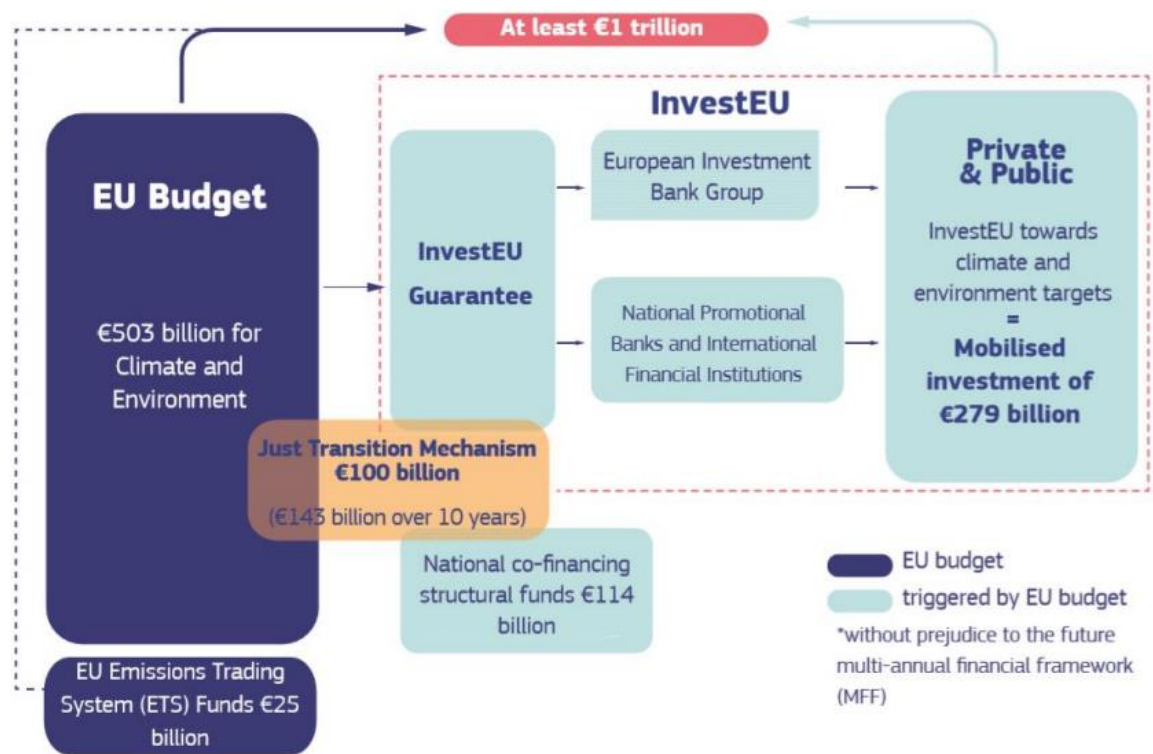 At least €1 trillion
EU Budget
€503 billion for
Climate and
Environment
InvestEU
InvestEU
Guarantee
European Investment
Bank Group
National Promotional
Banks and International
Financial Institutions
Private
& Public
InvestEU towards
climate and
environment targets
=
Mobilised
investment of
€279 billion
Just Transition Mechanism
€100 billion
(€143 billion over 10 years)
National co-financing
structural funds €114
billion
EU Emissions Trading
System (ETS) Funds €25
billion
EU budget
triggered by EU budget
*without prejudice to the future
multi-annual financial framework
(MFF)